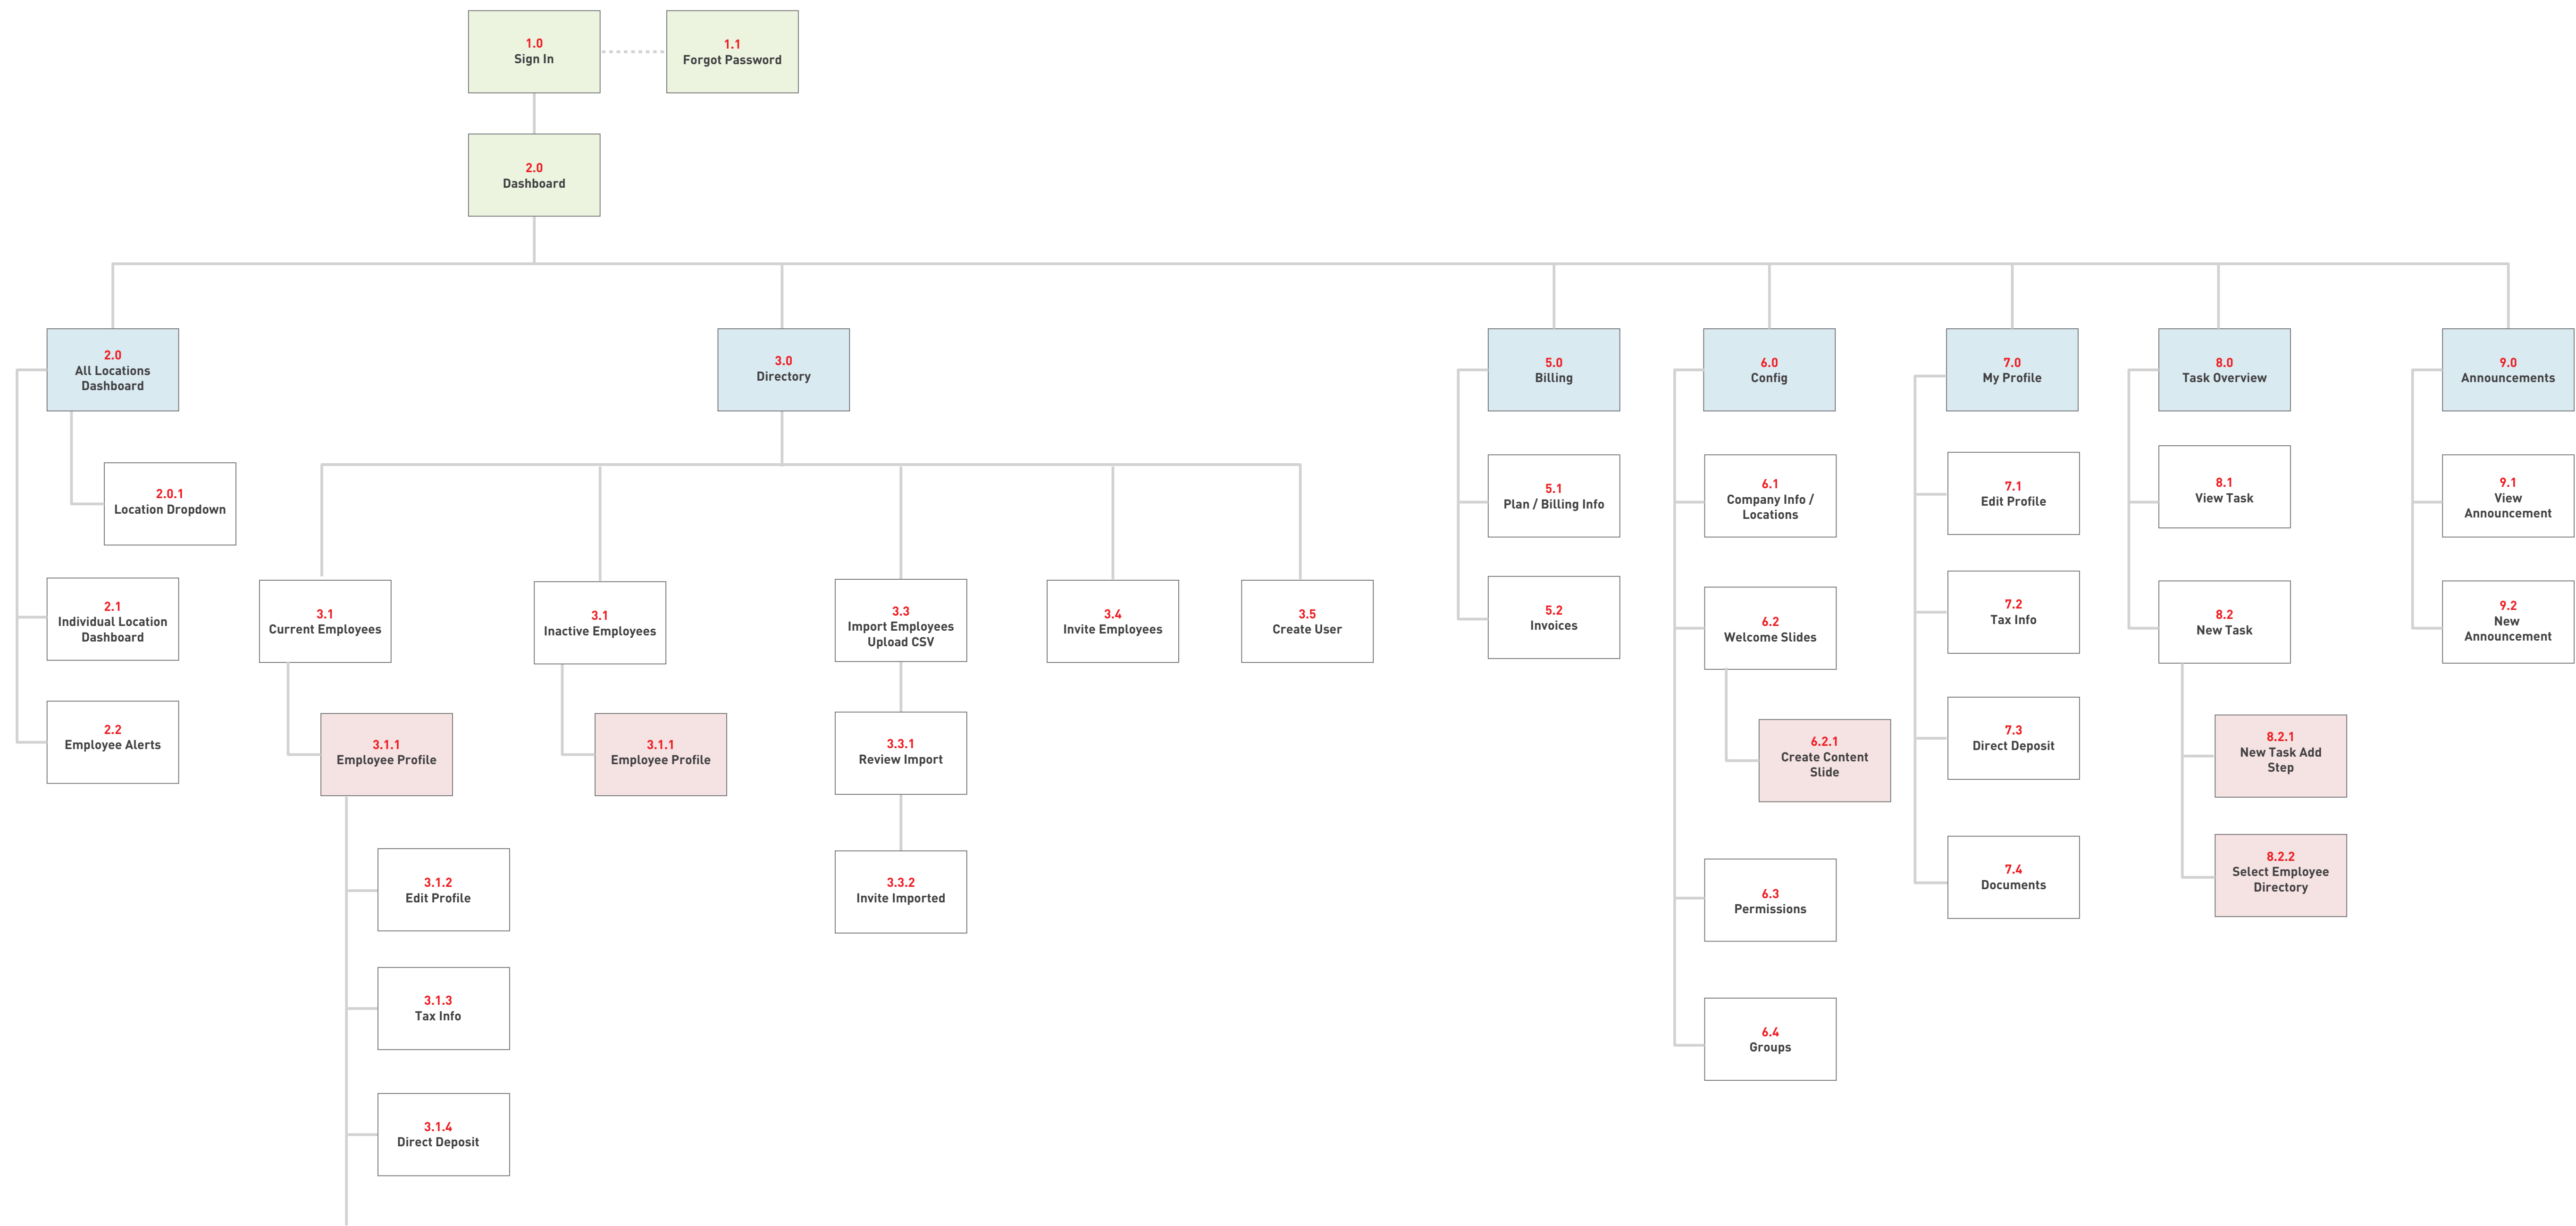 1.0
Sign In
1.1
Forgot Password
2.0
Dashboard
2.0
All Locations
Dashboard
2.0.1
Location Dropdown
2.1
Individual Location
Dashboard
2.2
Employee Alerts
3.0
Directory
3.1
Current Employees
3.1.1
Employee Profile
3.1.2
Edit Profile
3.1.3
Tax Info
3.1.4
Direct Deposit
3.1
Inactive Employees
3.1.1
Employee Profile
3.3
Import Employees
Upload CSV
3.3.1
Review Import
3.3.2
Invite Imported
3.4
Invite Employees
3.5
Create User
5.0
Billing
5.1
Plan / Billing Info
5.2
Invoices
6.0
Config
6.1
Company Info /
Locations
6.2
Welcome Slides
6.2.1
Create Content
Slide
6.3
Permissions
6.4
Groups
7.0
My Profile
7.1
Edit Profile
7.2
Tax Info
7.3
Direct Deposit
7.4
Documents
8.0
Task Overview
8.1
View Task
8.2
New Task
8.2.1
New Task Add
Step
8.2.2
Select Employee
Directory
9.0
Announcements
9.1
View
Announcement
9.2
New
Announcement